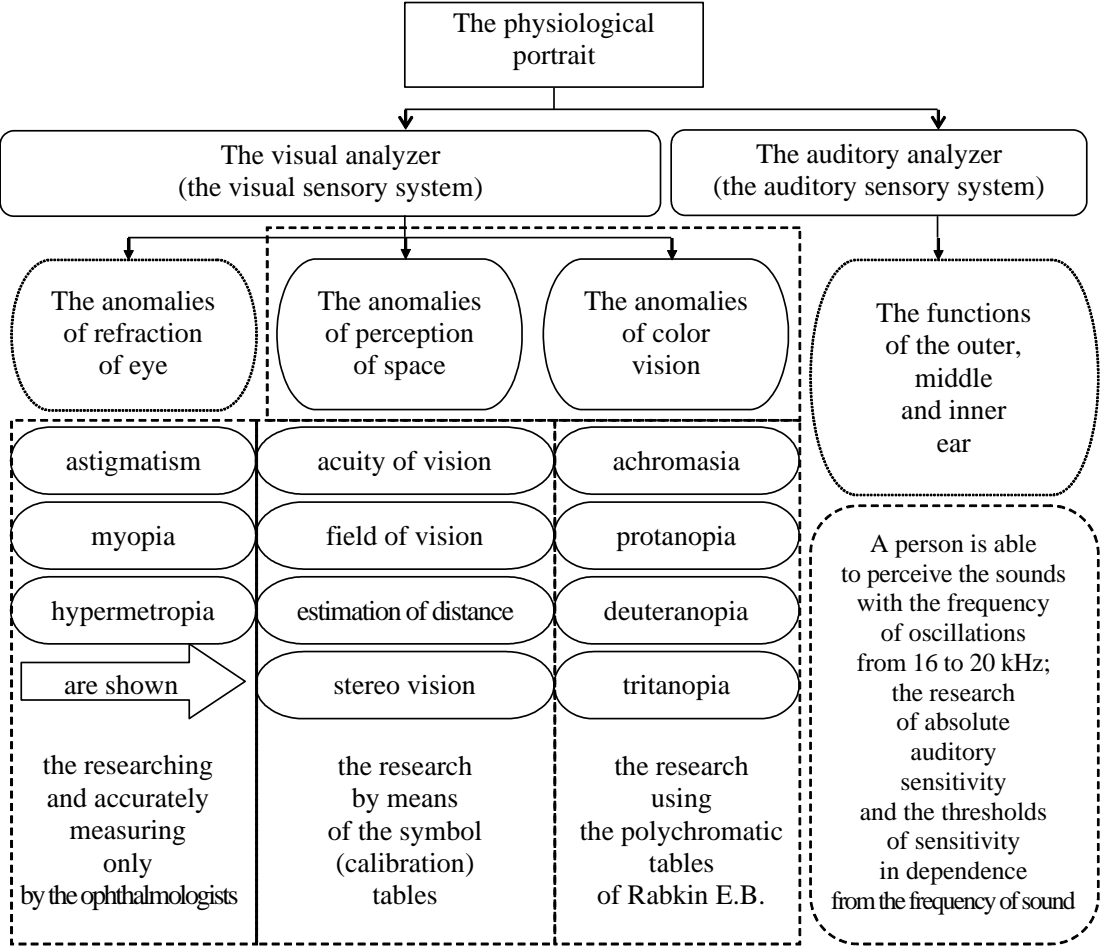 The physiological
portrait
The visual analyzer
(the visual sensory system)
The auditory analyzer
(the auditory sensory system)
The anomalies
of refraction
of eye
The anomalies
of perception
of space
The anomalies
of color
vision
The functions
of the outer,
middle
and inner
ear
astigmatism
myopia
hypermetropia
are shown
the researching
and accurately
measuring
only
by the ophthalmologists
acuity of vision
field of vision
estimation of distance
stereo vision
the research
by means
of the symbol
(calibration)
tables
achromasia
protanopia
deuteranopia
tritanopia
the research
using
the polychromatic
tables
of Rabkin E.B.
A person is able
to perceive the sounds
with the frequency
of oscillations
from 16 to 20 kHz;
the research
of absolute
auditory
sensitivity
and the thresholds
of sensitivity
in dependence
from the frequency of sound